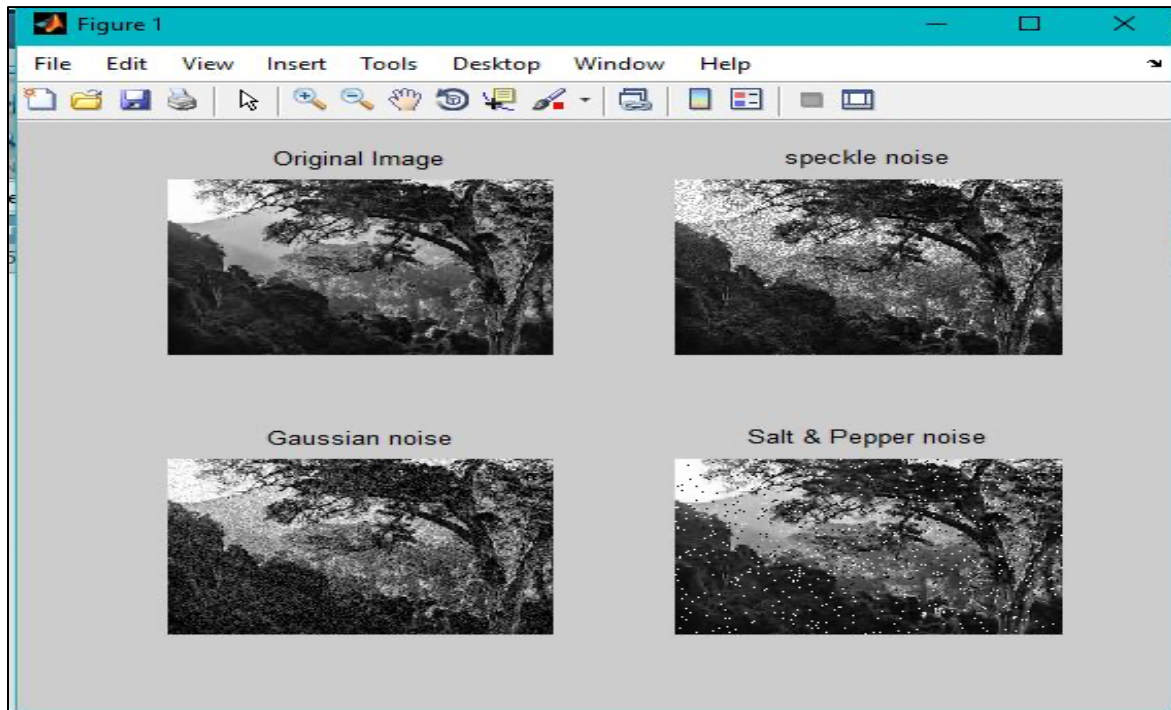 Figure 1
File Edit View Insert Tools Desktop Window Help
Original Image
speckle noise
Gaussian noise
Salt & Pepper noise